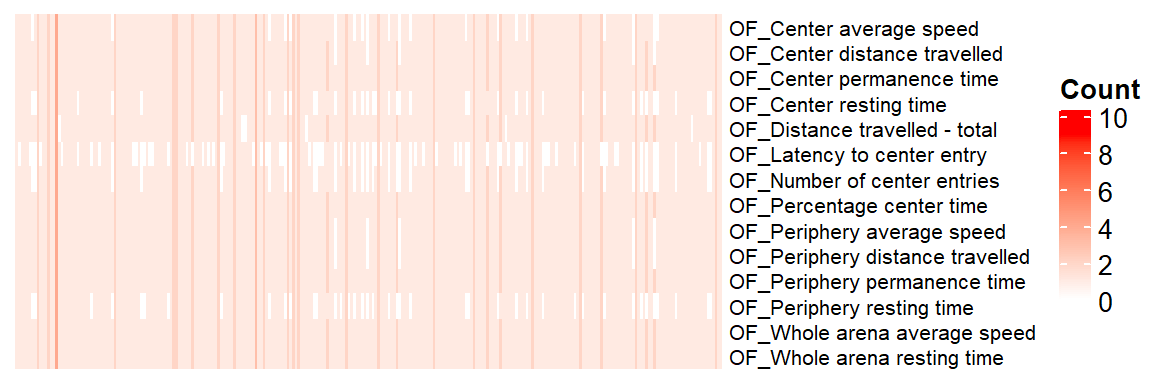 OF_Center average speed
OF_Center distance travelled
OF_Center permanence time
OF_Center resting time
OF_Distance travelled - total
OF_Latency to center entry
OF_Number of center entries
OF_Percentage center time
OF_Periphery average speed
OF_Periphery distance travelled
OF_Periphery permanence time
OF_Periphery resting time
OF_Whole arena average speed
OF_Whole arena resting time
Count
10
8
6
4
2
0